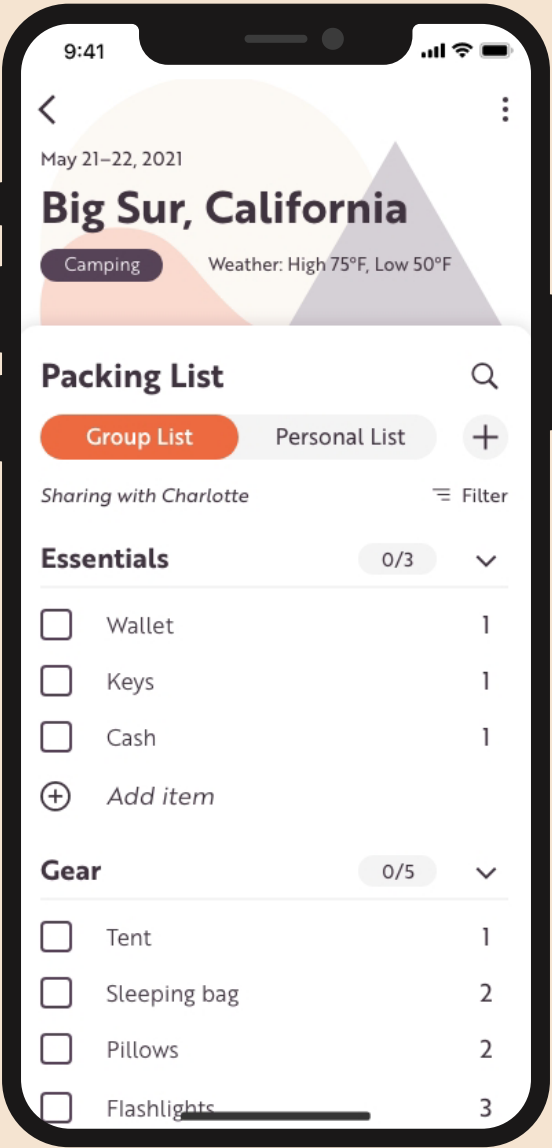 9:41
May 21–22, 2021
Big Sur, California
Camping Weather: High 75°F, Low 50°F
Packing List
Group List Personal List
Sharing with Charlotte Filter
Essentials 0/3
Wallet 1
Keys 1
Cash 1
Add item
Gear 0/5
Tent 1
Sleeping bag 2
Pillows 2
Flashlights 3